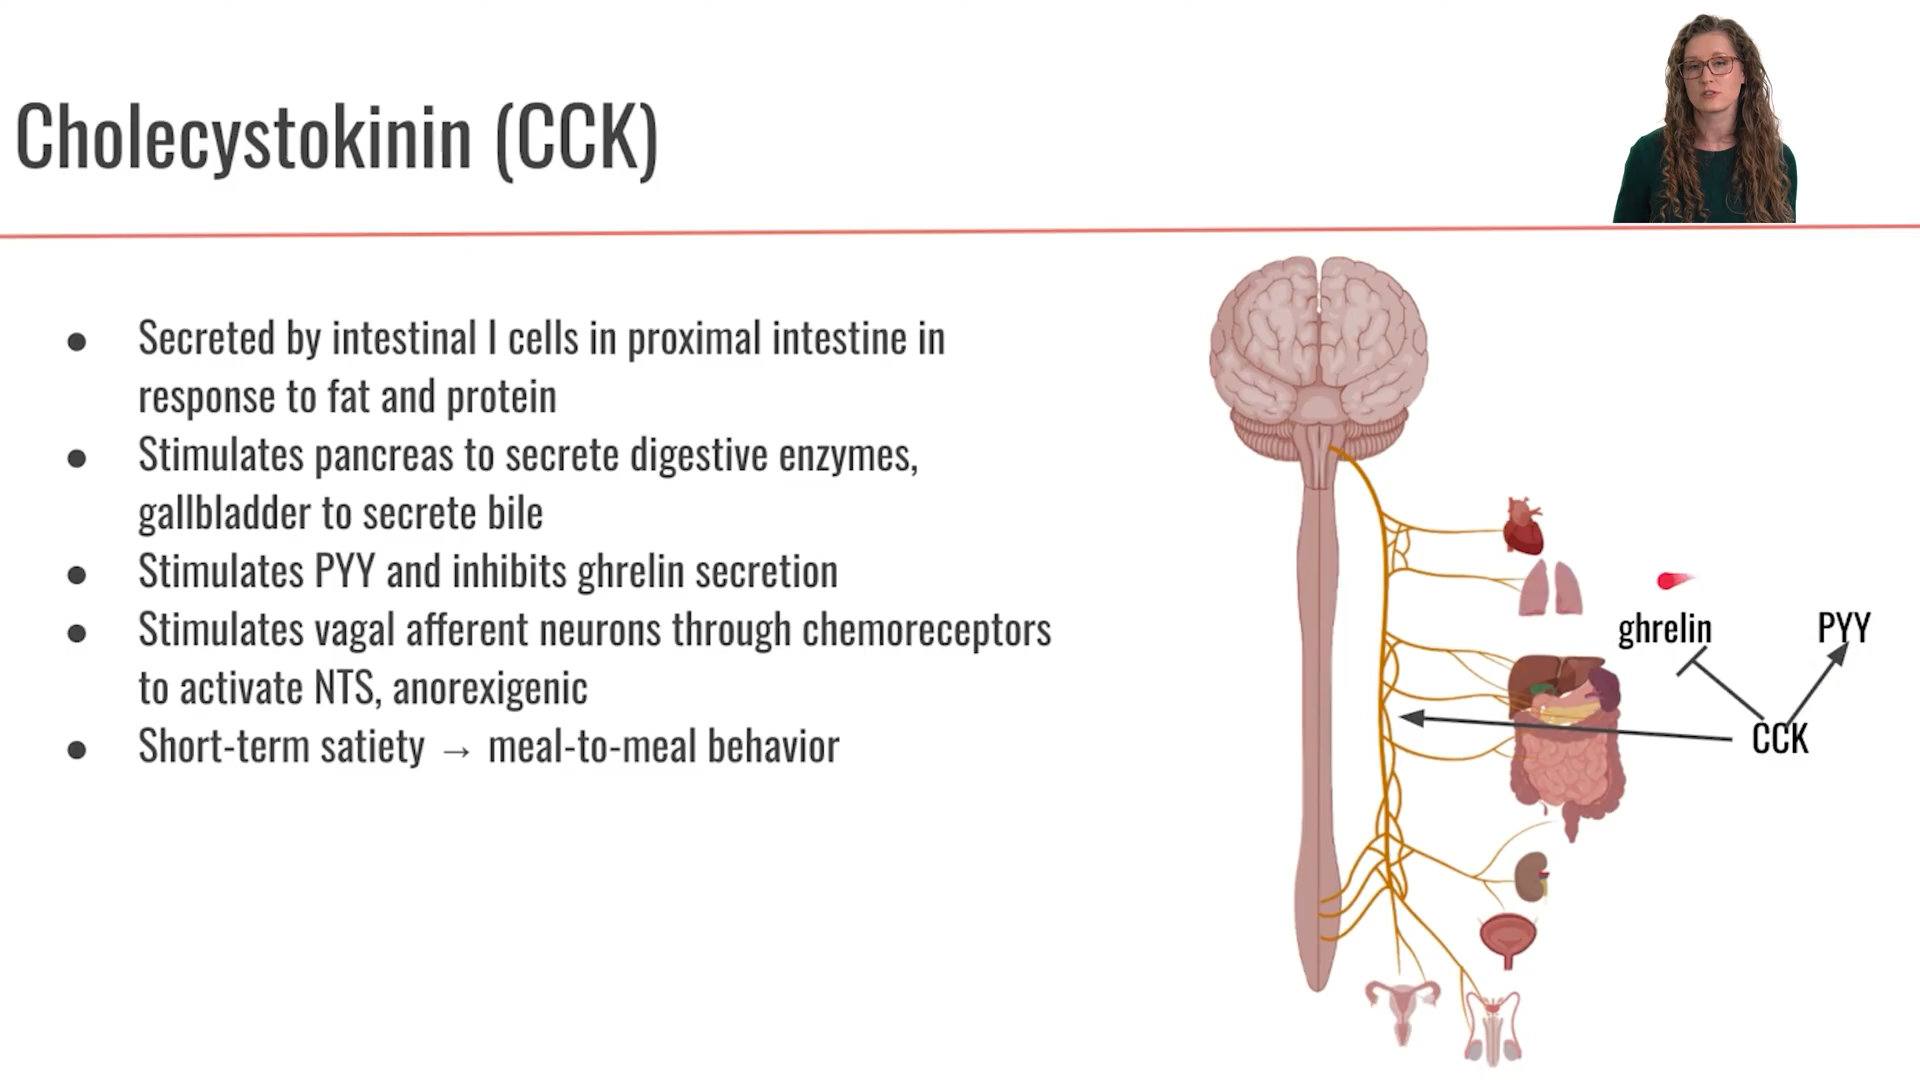 Cholecystokinin (CCK)
● Secreted by intestinal I cells in proximal intestine in
response to fat and protein
● Stimulates pancreas to secrete digestive enzymes,
gallbladder to secrete bile
● Stimulates PYY and inhibits ghrelin secretion
● Stimulates vagal afferent neurons through chemoreceptors
to activate NTS, anorexigenic
● Short-term satiety → meal-to-meal behavior
ghrelin
PYY
CCK